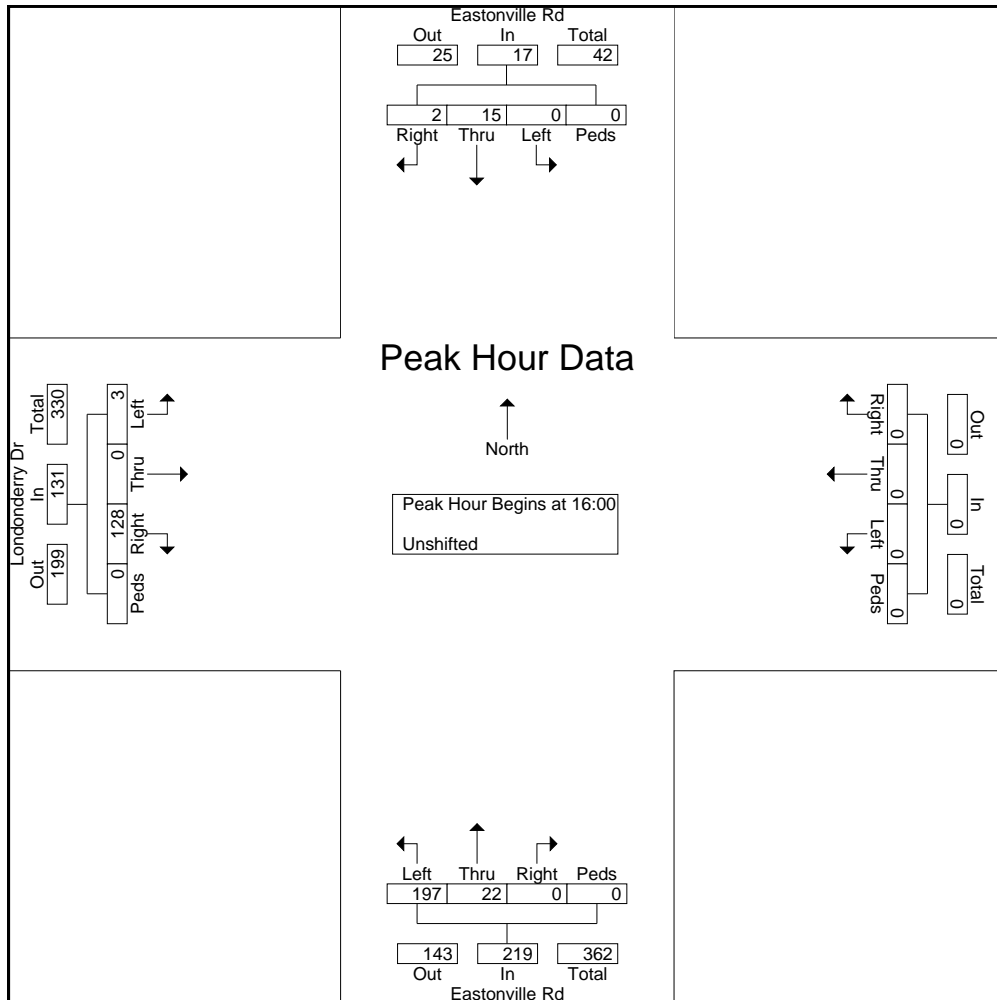 Eastonville Rd
Out In Total
25 17 42
2 15 0 0
Right Thru Left Peds
Peak Hour Data
North
Peak Hour Begins at 16:00
Unshifted
Londonderry Dr
Total In Out
330 131 199
3 0 128 0
Left Thru Right Peds
Right Thru Left Peds
0 0 0 0
Out In Total
0 0 0
Left Thru Right Peds
197 22 0 0
143 219 362
Out In Total
Eastonville Rd